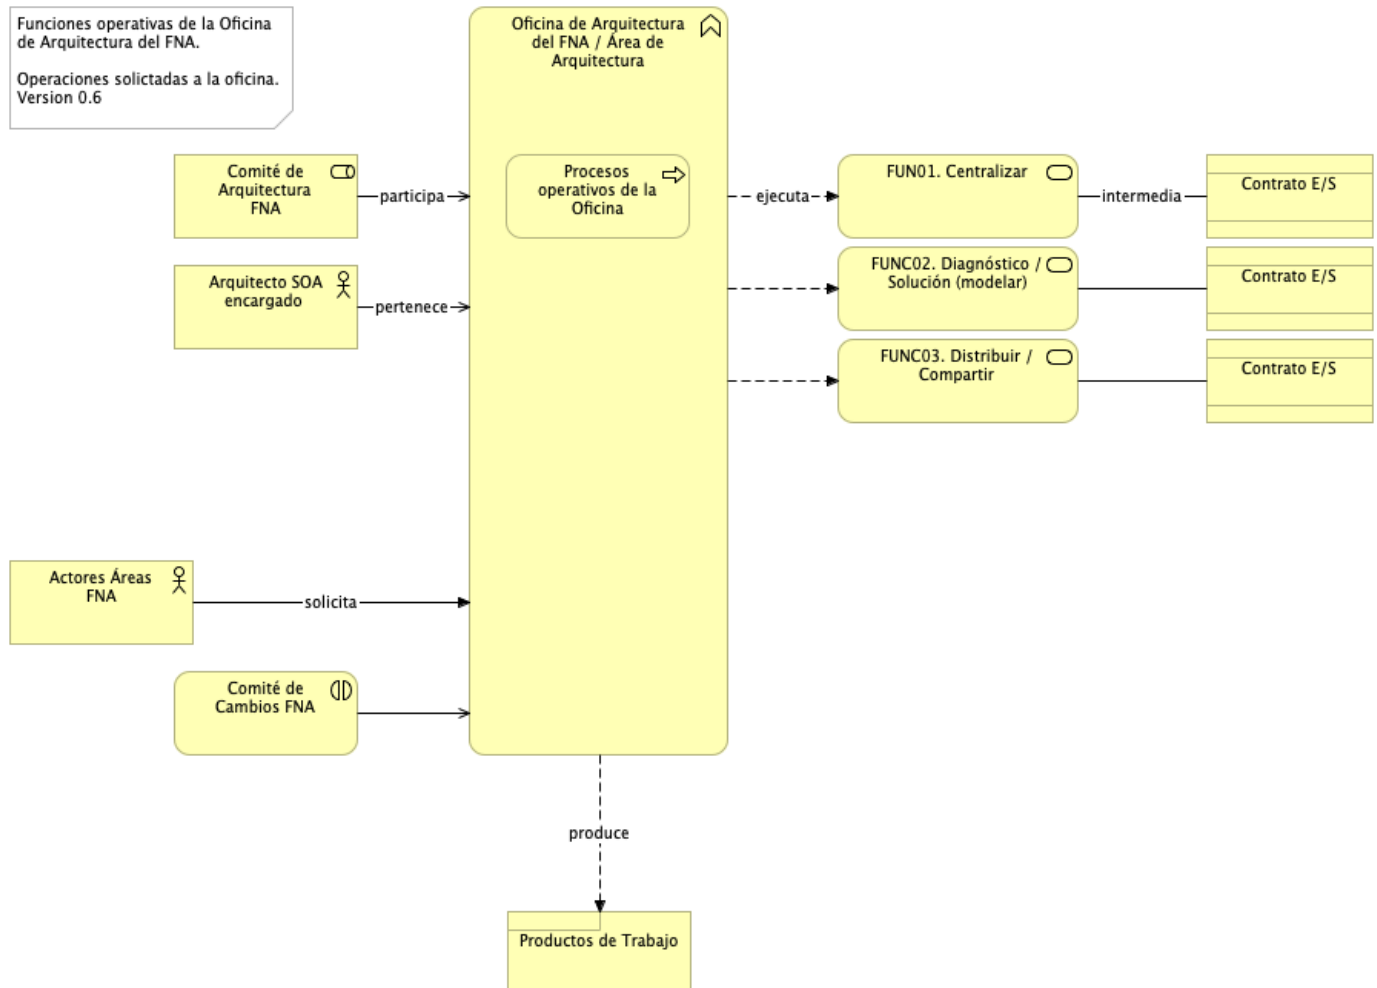 Funciones operativas de la Oficina
de Arquitectura del FNA.
Operaciones solictadas a la oficina.
Version 0.6
Oficina de Arquitectura
del FNA / Área de
Arquitectura
Comité de
Arquitectura
FNA
participa
Procesos
operativos de la
Oficina
ejecuta
FUN01. Centralizar
intermedia
Contrato E/S
Arquitecto SOA
encargado
pertenece
FUNC02. Diagnóstico /
Solución (modelar)
Contrato E/S
FUNC03. Distribuir /
Compartir
Contrato E/S
Actores Áreas
FNA
solicita
Comité de
Cambios FNA
produce
Productos de Trabajo